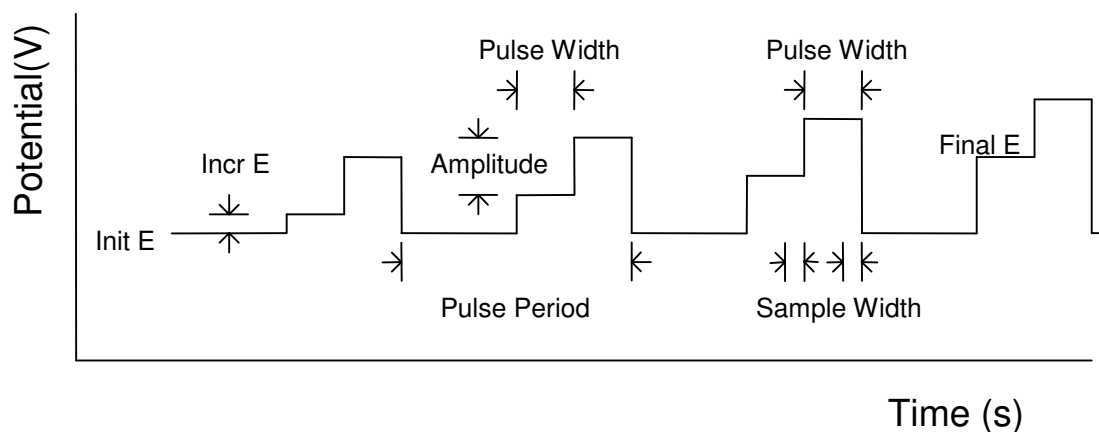 Potential(V)
Pulse Width
Pulse Width
Incr E
Amplitude
Final E
Init E
Pulse Period
Sample Width
Time (s)